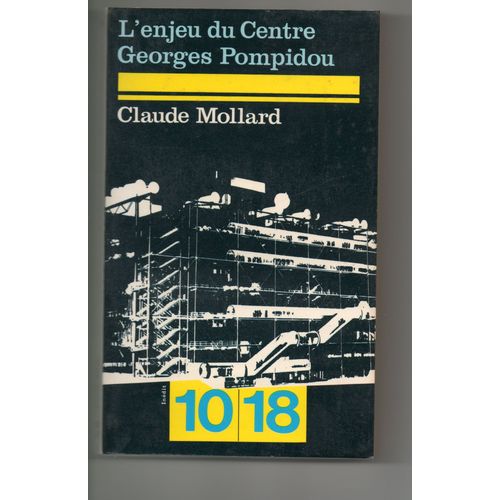 L'enjeu du Centre
Georges Pompidou
Claude Mollard
Inédit
10 18